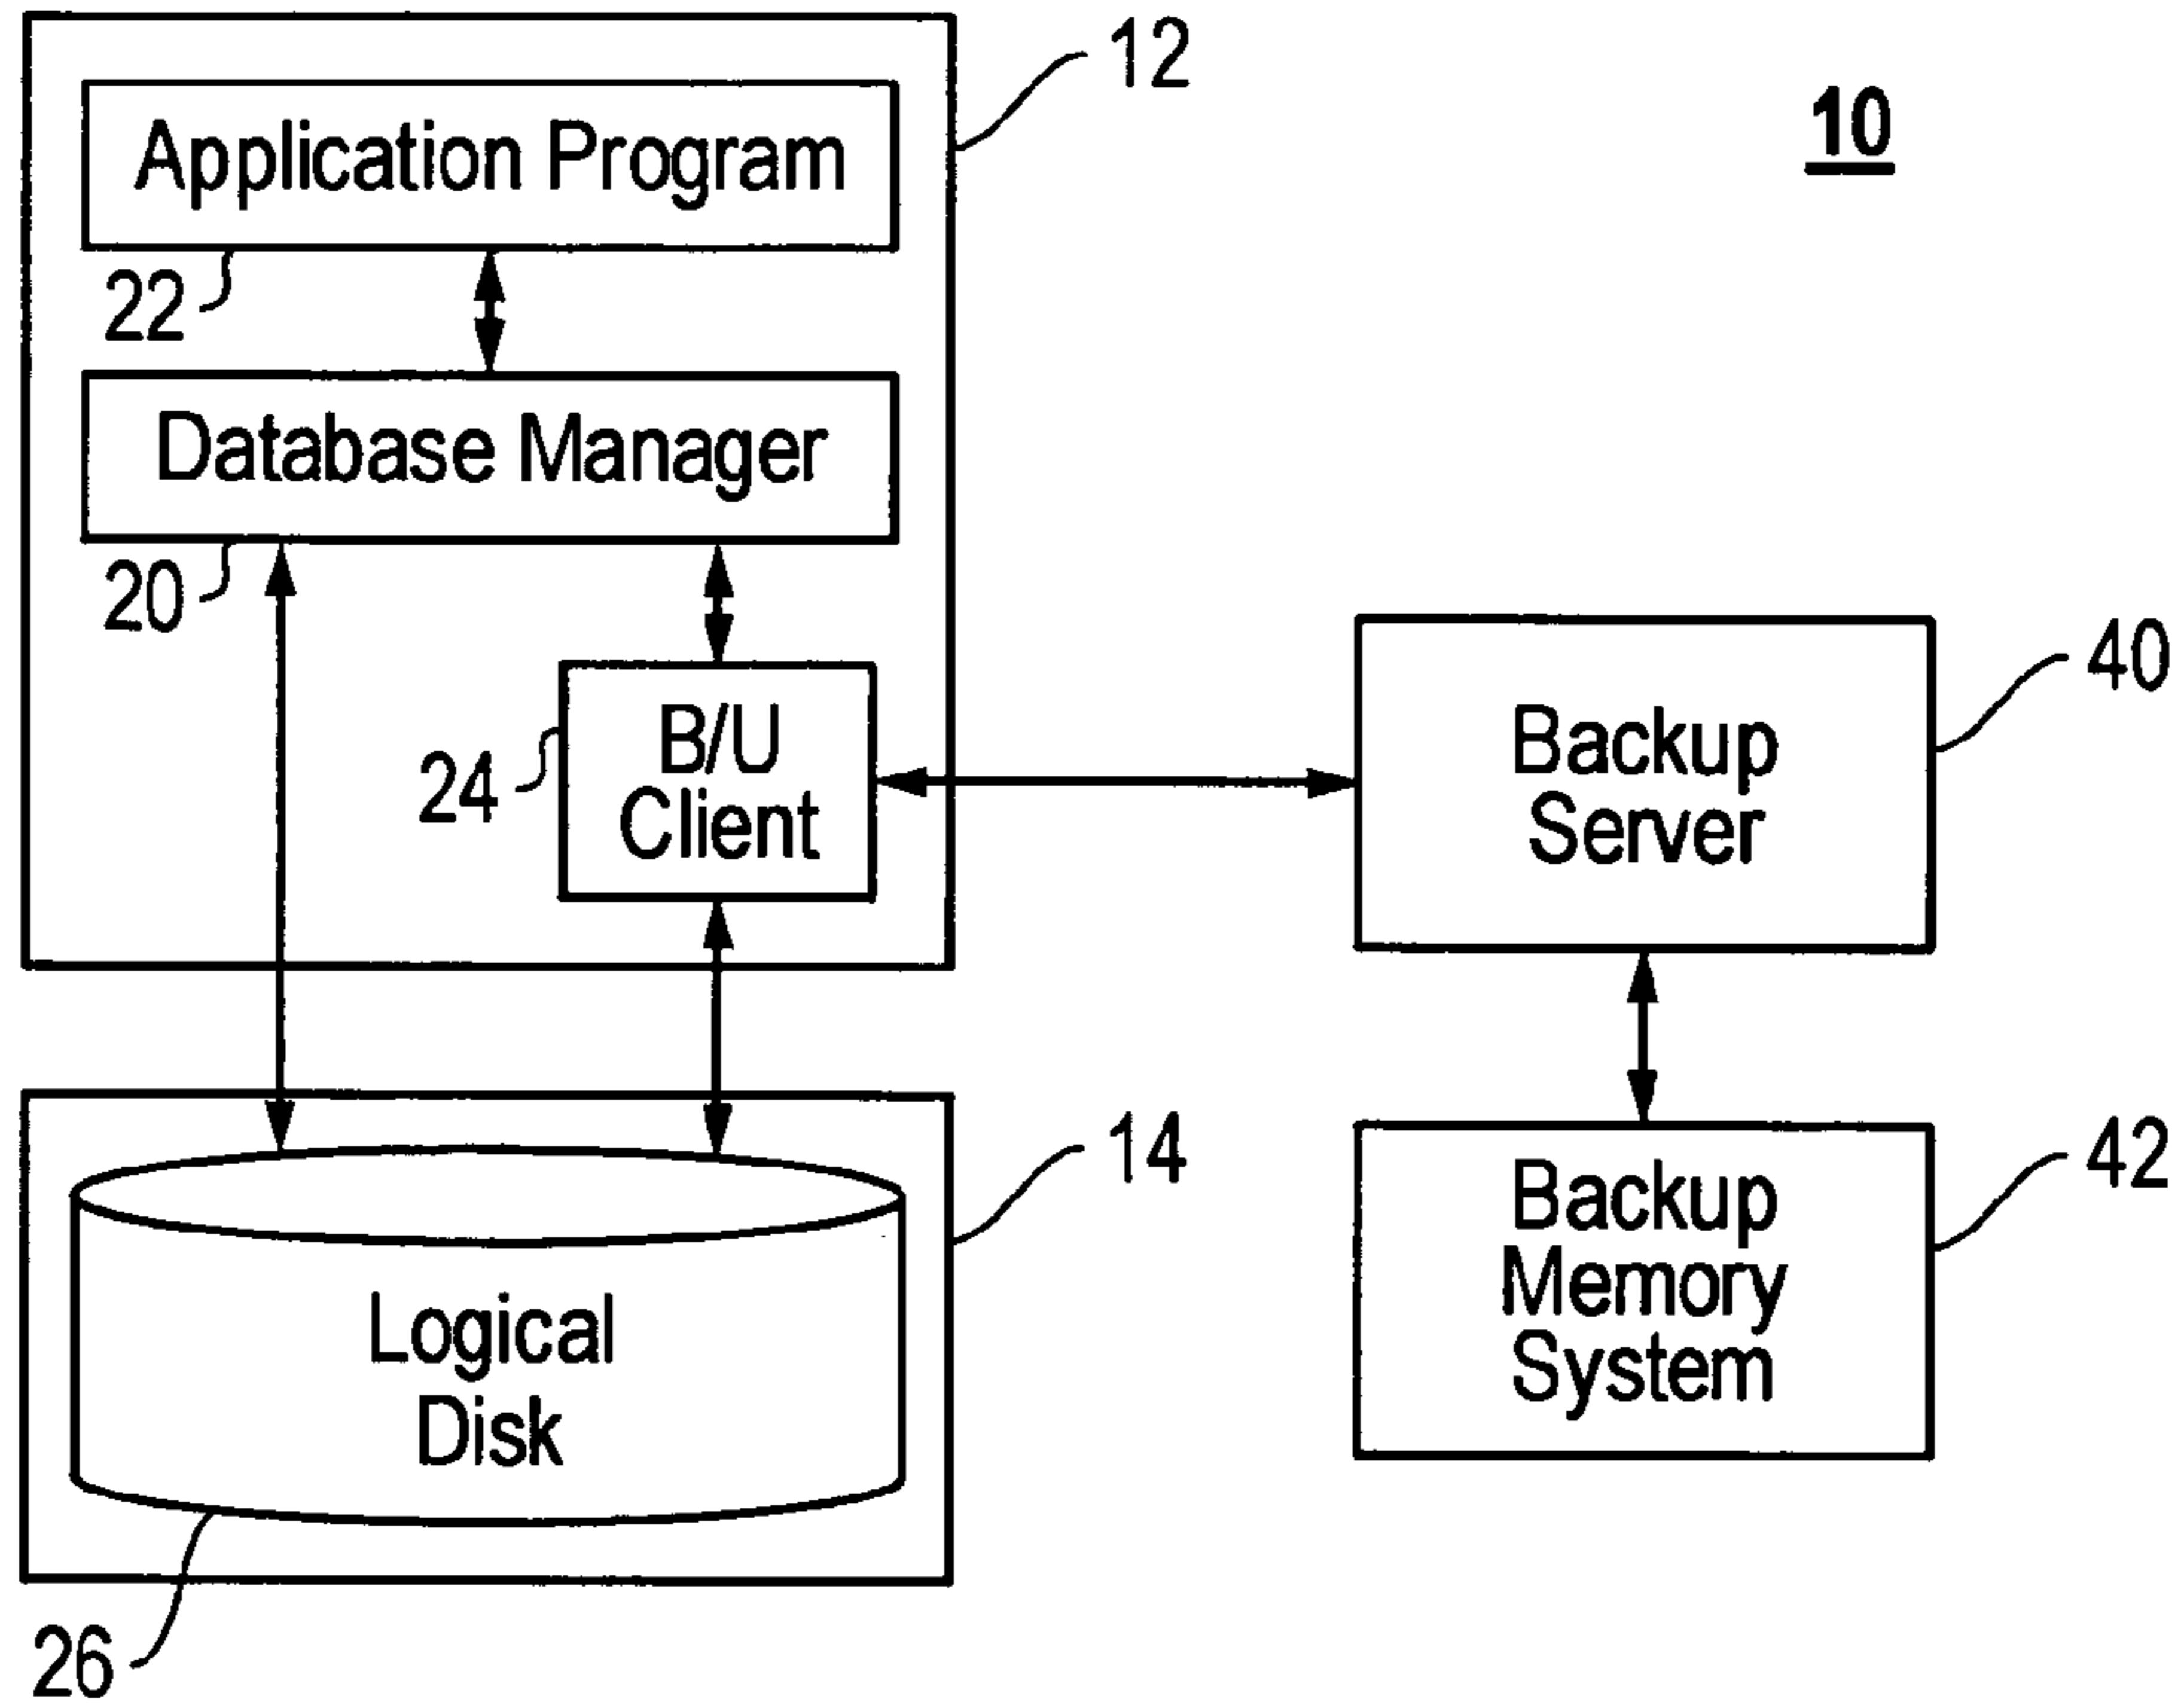 12
10
Application Program
22
Database Manager
20
B/U
Client
24
Backup
Server
40
Logical
Disk
14
26
Backup
Memory
System
42